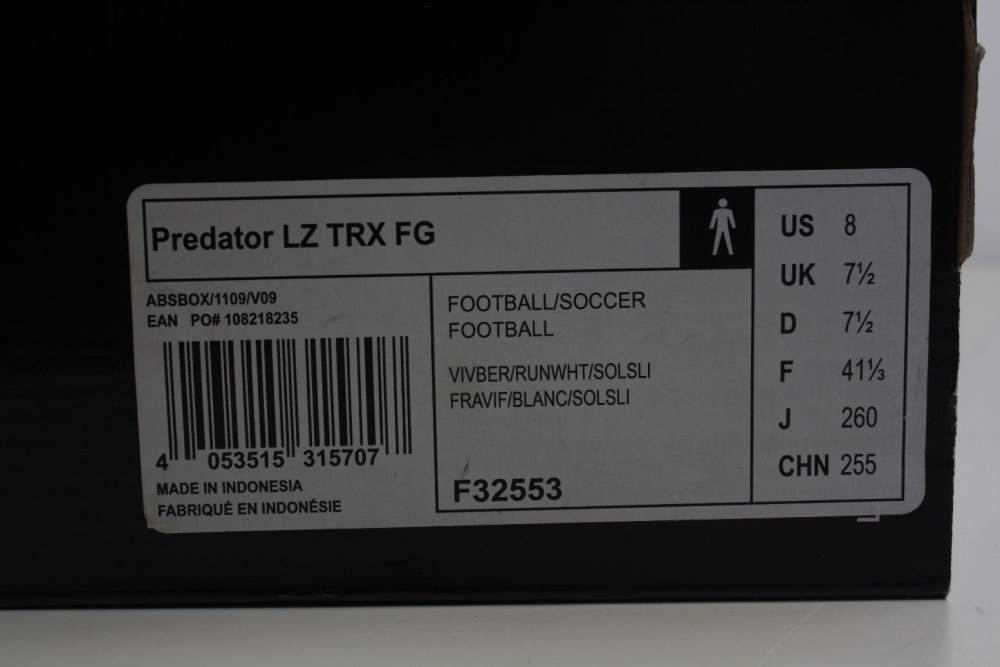 Predator LZ TRX FG
ABSBOX/1109/V09
EAN PO# 108218235
4 053515 315707
MADE IN INDONESIA
FABRIQUÉ EN INDONÉSIE
FOOTBALL/SOCCER
FOOTBALL
VIVBER/RUNWHT/SOLSLI
FRAVIF/BLANC/SOLSLI
F32553
US 8
UK 7½
D 7½
F 41⅓
J 260
CHN 255